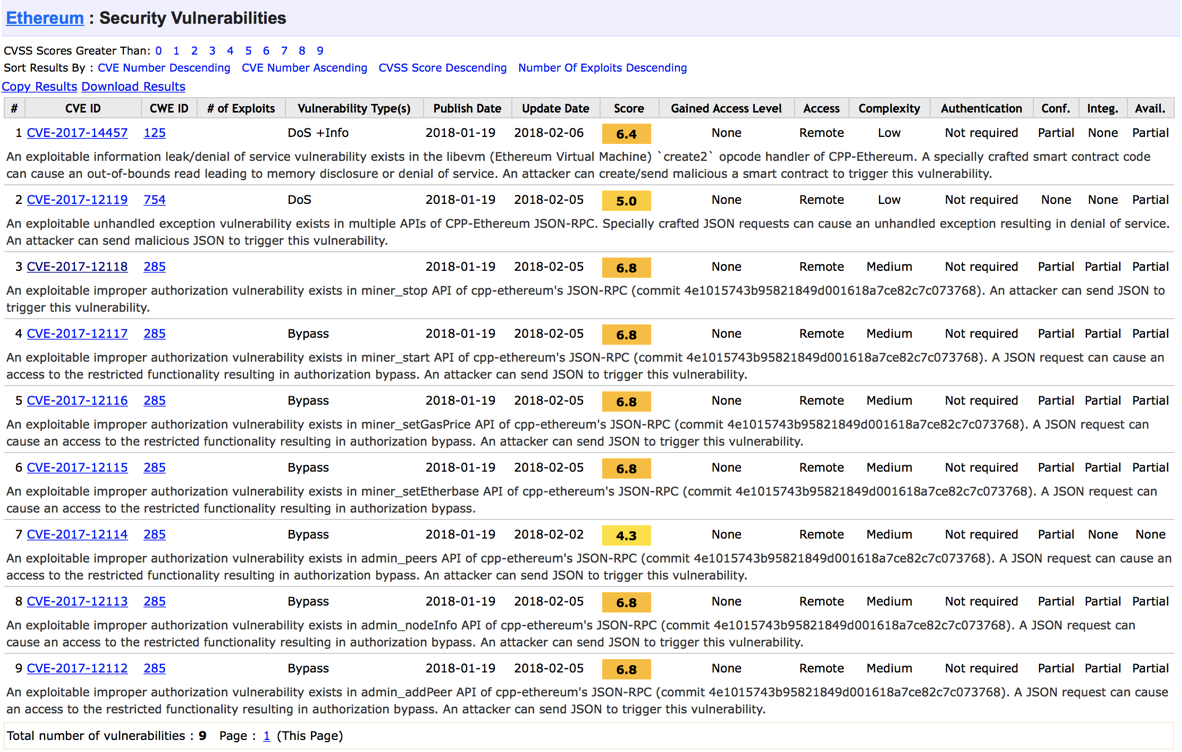 Ethereum : Security Vulnerabilities
CVSS Scores Greater Than: 0 1 2 3 4 5 6 7 8 9
Sort Results By : CVE Number Descending CVE Number Ascending CVSS Score Descending Number Of Exploits Descending
Copy Results Download Results
# CVE ID CWE ID # of Exploits Vulnerability Type(s) Publish Date Update Date Score Gained Access Level Access Complexity Authentication Conf. Integ. Avail.
1 CVE-2017-14457 125 DoS +Info 2018-01-19 2018-02-06 6.4 None Remote Low Not required Partial None Partial
An exploitable information leak/denial of service vulnerability exists in the libevm (Ethereum Virtual Machine) `create2` opcode handler of CPP-Ethereum. A specially crafted smart contract code
can cause an out-of-bounds read leading to memory disclosure or denial of service. An attacker can create/send malicious a smart contract to trigger this vulnerability.
2 CVE-2017-12119 754 DoS 2018-01-19 2018-02-05 5.0 None Remote Low Not required None None Partial
An exploitable unhandled exception vulnerability exists in multiple APIs of CPP-Ethereum JSON-RPC. Specially crafted JSON requests can cause an unhandled exception resulting in denial of service.
An attacker can send malicious JSON to trigger this vulnerability.
3 CVE-2017-12118 285 2018-01-19 2018-02-05 6.8 None Remote Medium Not required Partial Partial Partial
An exploitable improper authorization vulnerability exists in miner_stop API of cpp-ethereum's JSON-RPC (commit 4e1015743b95821849d001618a7ce82c7c073768). An attacker can send JSON to
trigger this vulnerability.
4 CVE-2017-12117 285 Bypass 2018-01-19 2018-02-05 6.8 None Remote Medium Not required Partial Partial Partial
An exploitable improper authorization vulnerability exists in miner_start API of cpp-ethereum's JSON-RPC (commit 4e1015743b95821849d001618a7ce82c7c073768). A JSON request can cause an
access to the restricted functionality resulting in authorization bypass. An attacker can send JSON to trigger this vulnerability.
5 CVE-2017-12116 285 Bypass 2018-01-19 2018-02-05 6.8 None Remote Medium Not required Partial Partial Partial
An exploitable improper authorization vulnerability exists in miner_setGasPrice API of cpp-ethereum's JSON-RPC (commit 4e1015743b95821849d001618a7ce82c7c073768). A JSON request can
cause an access to the restricted functionality resulting in authorization bypass. An attacker can send JSON to trigger this vulnerability.
6 CVE-2017-12115 285 Bypass 2018-01-19 2018-02-05 6.8 None Remote Medium Not required Partial Partial Partial
An exploitable improper authorization vulnerability exists in miner_setEtherbase API of cpp-ethereum's JSON-RPC (commit 4e1015743b95821849d001618a7ce82c7c073768). A JSON request can
cause an access to the restricted functionality resulting in authorization bypass.
7 CVE-2017-12114 285 Bypass 2018-01-19 2018-02-02 4.3 None Remote Medium Not required Partial None None
An exploitable improper authorization vulnerability exists in admin_peers API of cpp-ethereum's JSON-RPC (commit 4e1015743b95821849d001618a7ce82c7c073768). A JSON request can cause an
access to the restricted functionality resulting in authorization bypass. An attacker can send JSON to trigger this vulnerability.
8 CVE-2017-12113 285 Bypass 2018-01-19 2018-02-05 6.8 None Remote Medium Not required Partial Partial Partial
An exploitable improper authorization vulnerability exists in admin_nodeInfo API of cpp-ethereum's JSON-RPC (commit 4e1015743b95821849d001618a7ce82c7c073768). A JSON request can
cause an access to the restricted functionality resulting in authorization bypass. An attacker can send JSON to trigger this vulnerability.
9 CVE-2017-12112 285 Bypass 2018-01-19 2018-02-05 6.8 None Remote Medium Not required Partial Partial Partial
An exploitable improper authorization vulnerability exists in admin_addPeer API of cpp-ethereum's JSON-RPC (commit 4e1015743b95821849d001618a7ce82c7c073768). A JSON request can cause
an access to the restricted functionality resulting in authorization bypass. An attacker can send JSON to trigger this vulnerability.
Total number of vulnerabilities : 9 Page : 1 (This Page)